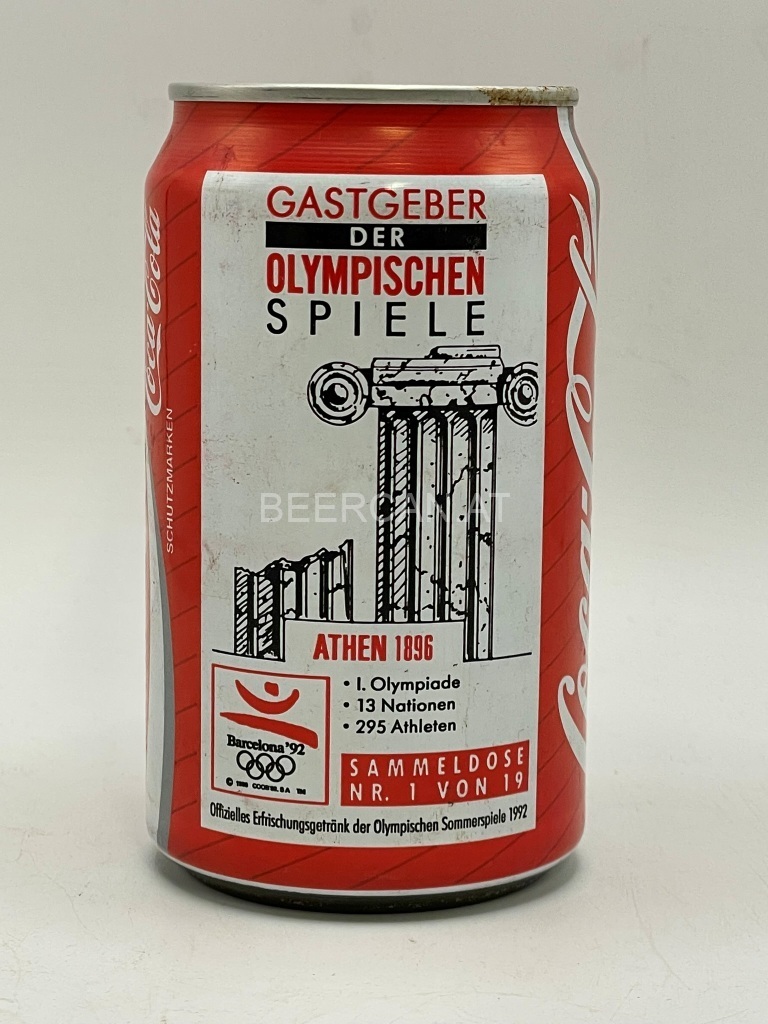 GASTGEBER
DER
OLYMPISCHEN
SPIELE
Coca-Cola
SCHUTZMARKEN
BEERCAN.AT
ATHEN 1896
• I. Olympiade
• 13 Nationen
• 295 Athleten
Barcelona '92
SAMMELDOSE
NR. 1 VON 19
Offizielles Erfrischungsgetränk der Olympischen Sommerspiele 1992
Coca-Cola